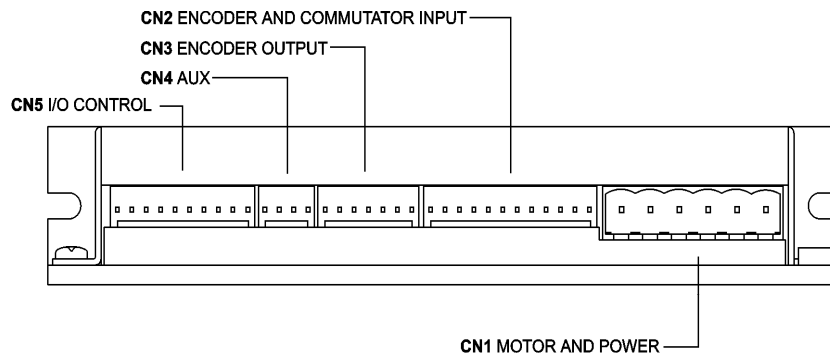 CN2 ENCODER AND COMMUTATOR INPUT
CN3 ENCODER OUTPUT
CN4 AUX
CN5 I/O CONTROL
CN1 MOTOR AND POWER